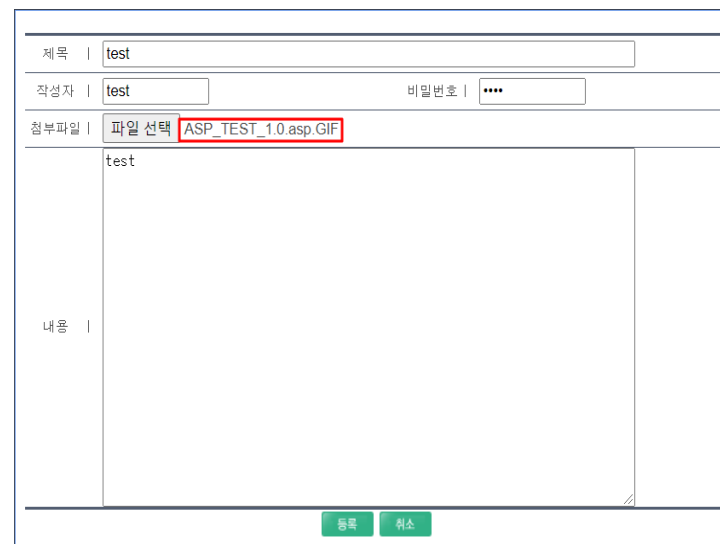 제목 | test
작성자 | test 비밀번호 | ••••
첨부파일 | 파일 선택 ASP_TEST_1.0.asp.GIF
test
내용 |
등록 취소